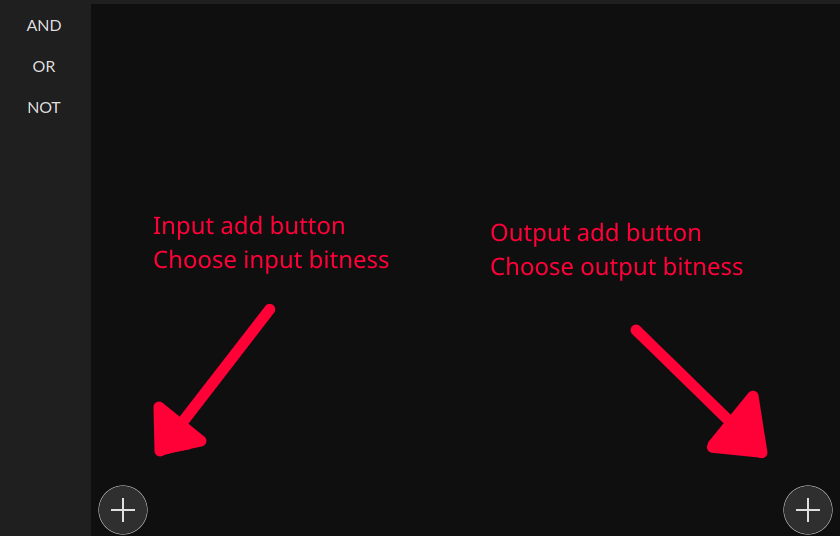 AND
OR
NOT
Input add button
Choose input bitness
Output add button
Choose output bitness